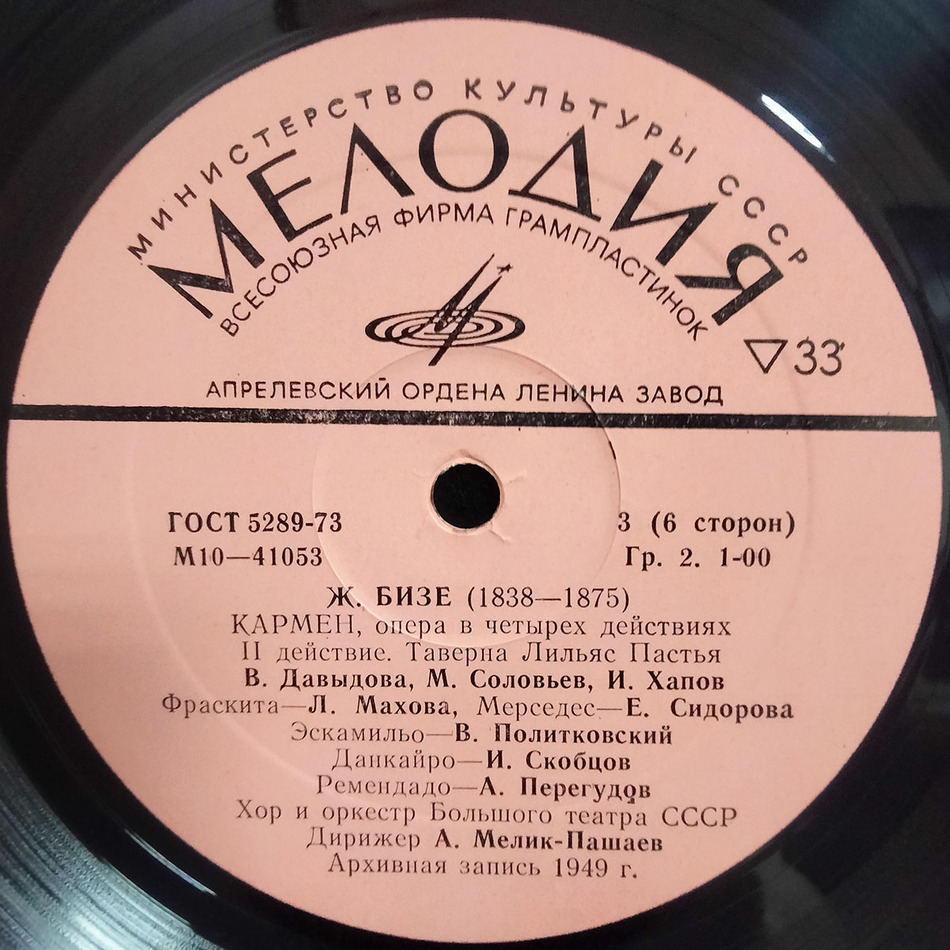 МИНИСТЕРСТВО КУЛЬТУРЫ СССР
МЕЛОДИЯ
ВСЕСОЮЗНАЯ ФИРМА ГРАМПЛАСТИНОК
▽33
АПРЕЛЕВСКИЙ ОРДЕНА ЛЕНИНА ЗАВОД
ГОСТ 5289-73 3 (6 сторон)
М10—41053 Гр. 2. 1-00
Ж. БИЗЕ (1838—1875)
КАРМЕН, опера в четырех действиях
II действие. Таверна Лильяс Пастья
В. Давыдова, М. Соловьев, И. Хапов
Фраскита—Л. Махова, Мерседес—Е. Сидорова
Эскамильо—В. Политковский
Данкайро—И. Скобцов
Ремендадо—А. Перегудов
Хор и оркестр Большого театра СССР
Дирижер А. Мелик-Пашаев
Архивная запись 1949 г.